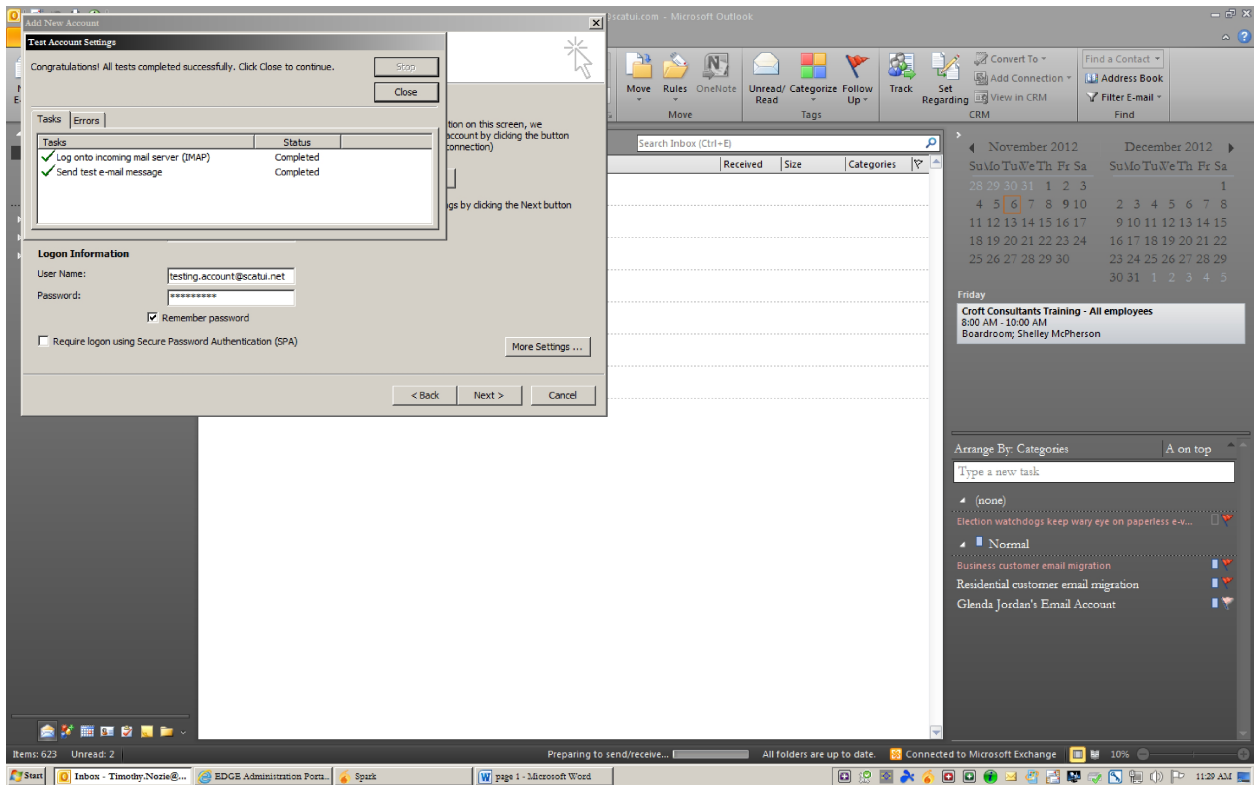 @scatui.com - Microsoft Outlook
Add New Account
Test Account Settings
Congratulations! All tests completed successfully. Click Close to continue.
Stop
Close
Tasks
Errors
Tasks Status
Log onto incoming mail server (IMAP) Completed
Send test e-mail message Completed
tion on this screen, we
account by clicking the button
connection)
ngs by clicking the Next button
Logon Information
User Name:
testing.account@scatui.net
Password:
*********
Remember password
Require logon using Secure Password Authentication (SPA)
More Settings ...
< Back
Next >
Cancel
Move
Rules
OneNote
Move
Unread/ Read
Categorize
Follow Up
Tags
Track
Set Regarding
Convert To
Add Connection
View in CRM
CRM
Find a Contact
Address Book
Filter E-mail
Find
Search Inbox (Ctrl+E)
Received Size Categories
November 2012
Su Mo Tu We Th Fr Sa
28 29 30 31 1 2 3
4 5 6 7 8 9 10
11 12 13 14 15 16 17
18 19 20 21 22 23 24
25 26 27 28 29 30
December 2012
Su Mo Tu We Th Fr Sa
1
2 3 4 5 6 7 8
9 10 11 12 13 14 15
16 17 18 19 20 21 22
23 24 25 26 27 28 29
30 31 1 2 3 4 5
Friday
Croft Consultants Training - All employees
8:00 AM - 10:00 AM
Boardroom; Shelley McPherson
Arrange By: Categories A on top
Type a new task
(none)
Election watchdogs keep wary eye on paperless e-v...
Normal
Business customer email migration
Residential customer email migration
Glenda Jordan's Email Account
Items: 623 Unread: 2
Preparing to send/receive...
All folders are up to date.
Connected to Microsoft Exchange
10%
Start
Inbox - Timothy.Nozie@...
EDGE Administration Porta...
Spark
page 1 - Microsoft Word
11:29 AM